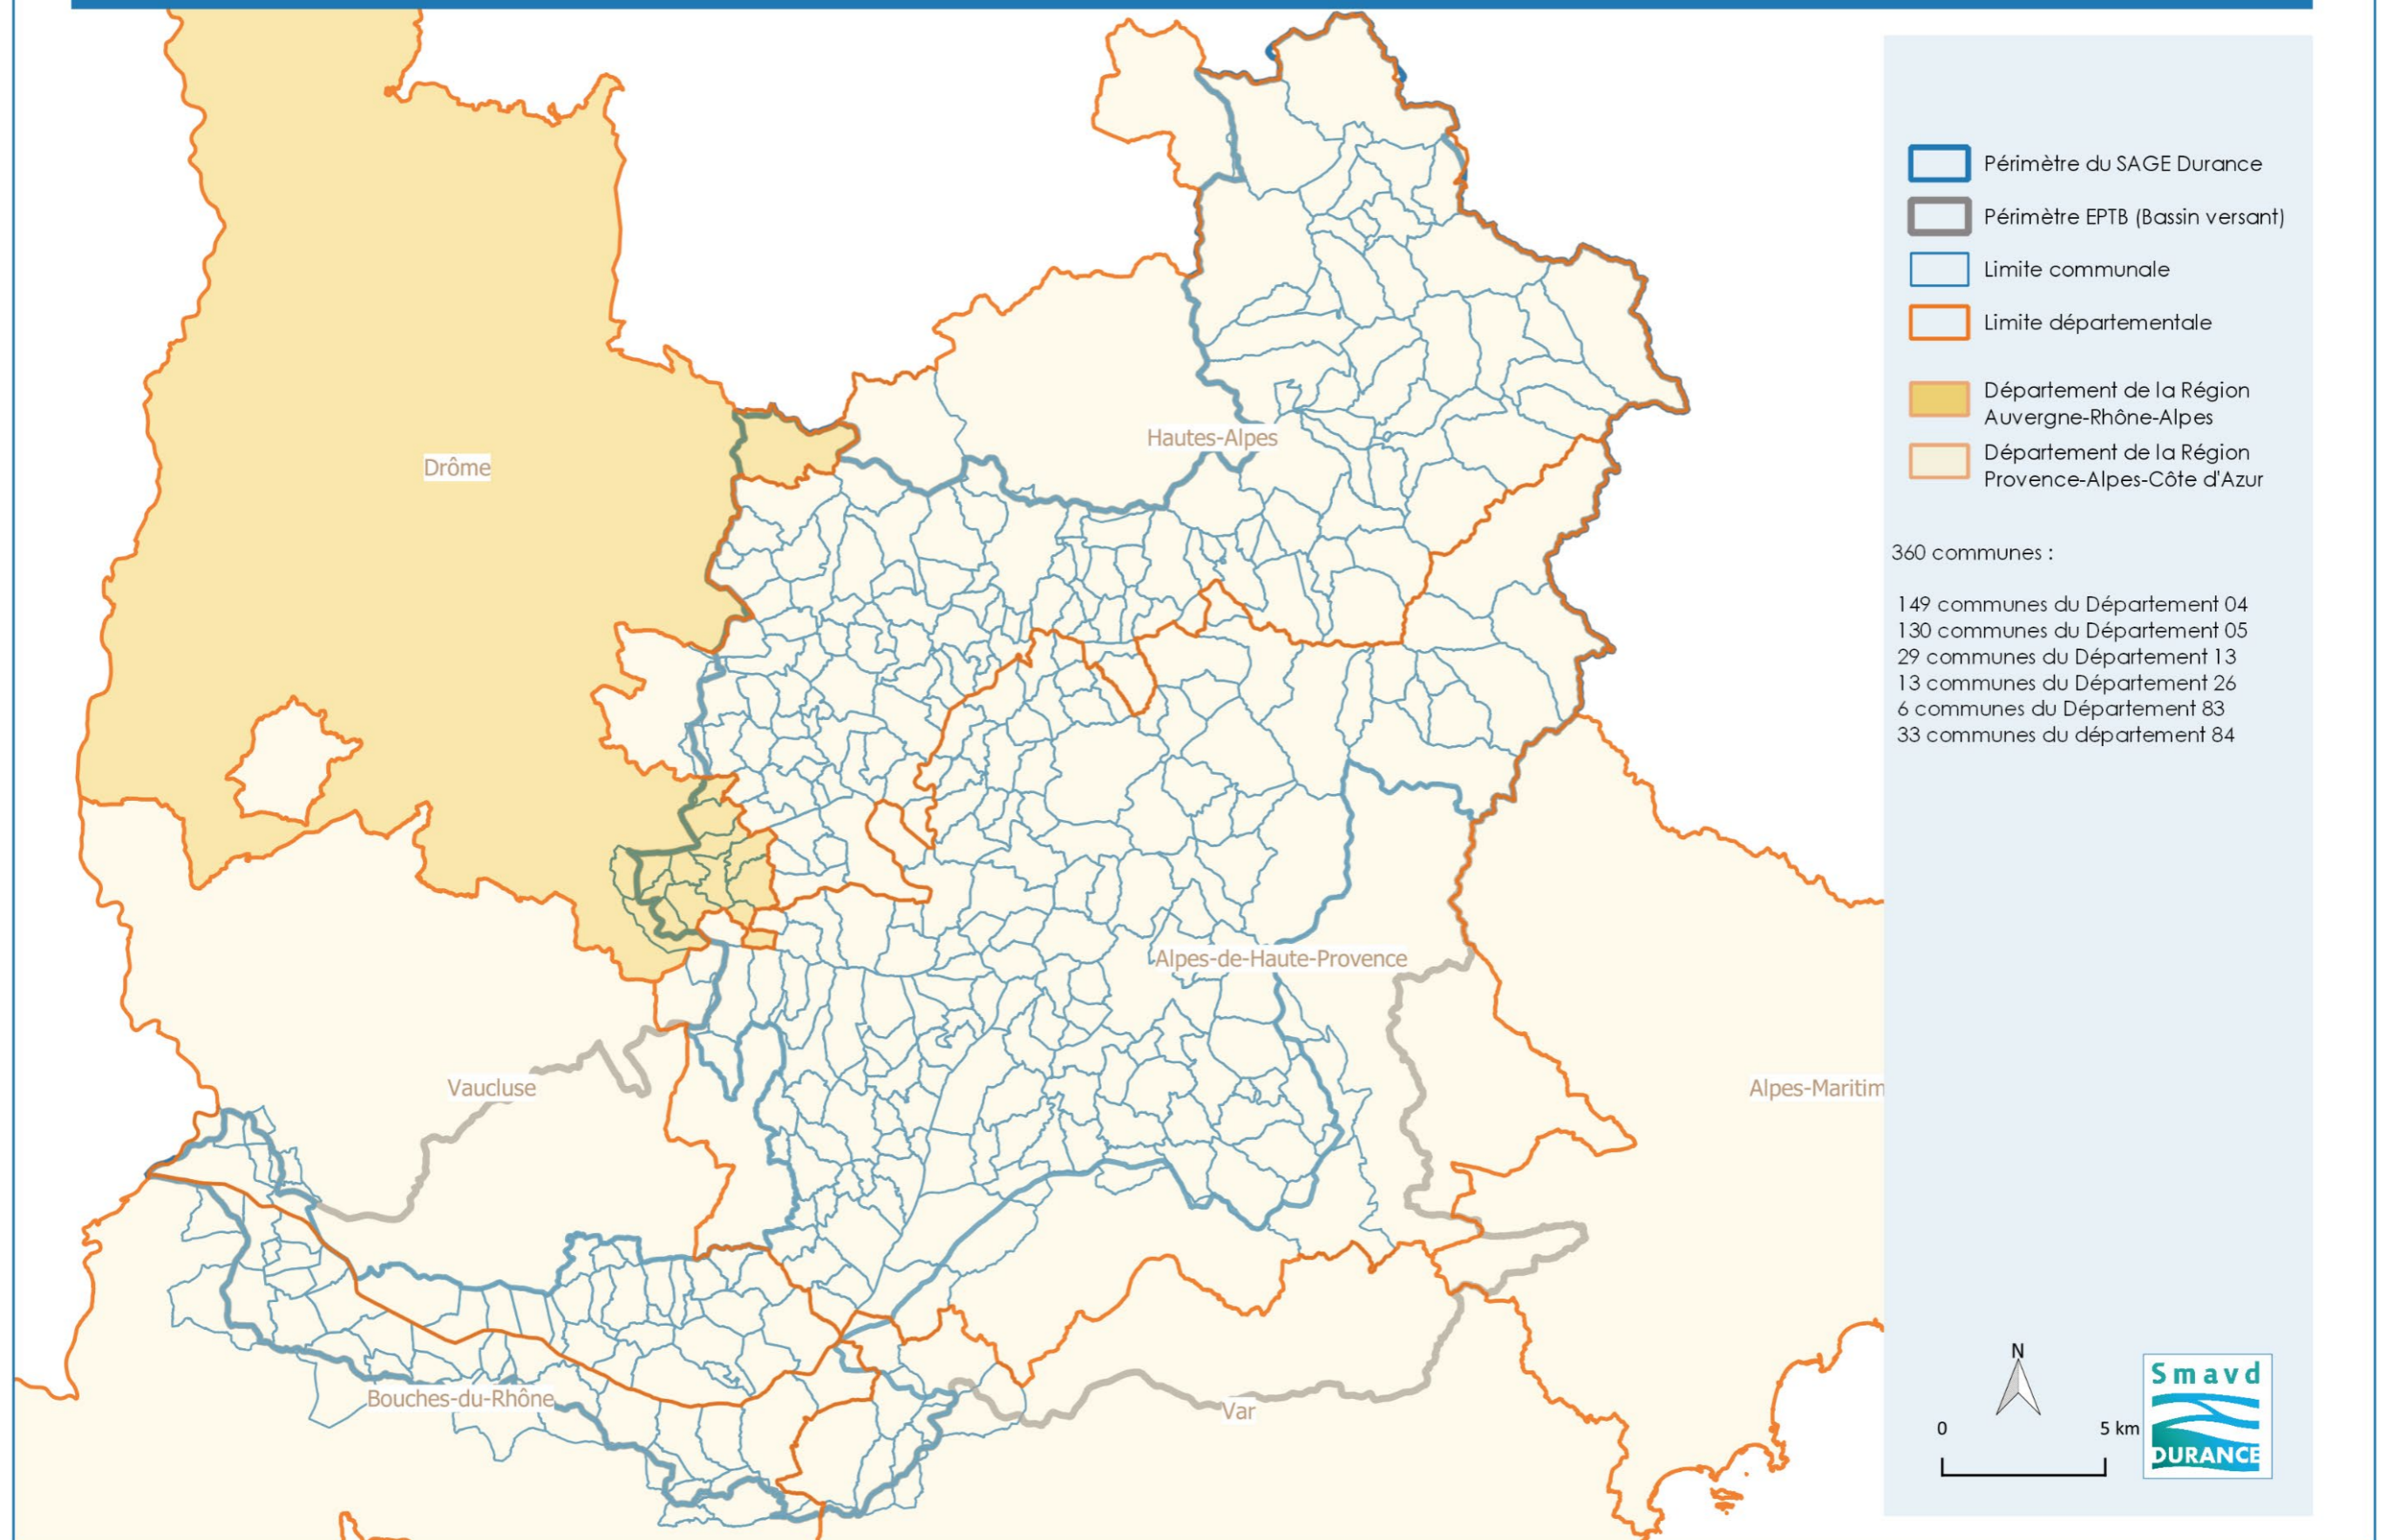 Périmètre du SAGE Durance
Périmètre EPTB (Bassin versant)
Limite communale
Limite départementale
Département de la Région
Auvergne-Rhône-Alpes
Département de la Région
Provence-Alpes-Côte d'Azur
360 communes :
149 communes du Département 04
130 communes du Département 05
29 communes du Département 13
13 communes du Département 26
6 communes du Département 83
33 communes du département 84
Hautes-Alpes
Drôme
Alpes-de-Haute-Provence
Vaucluse
Alpes-Maritim
Bouches-du-Rhône
Var
N
0
5 km
Smavd
DURANCE